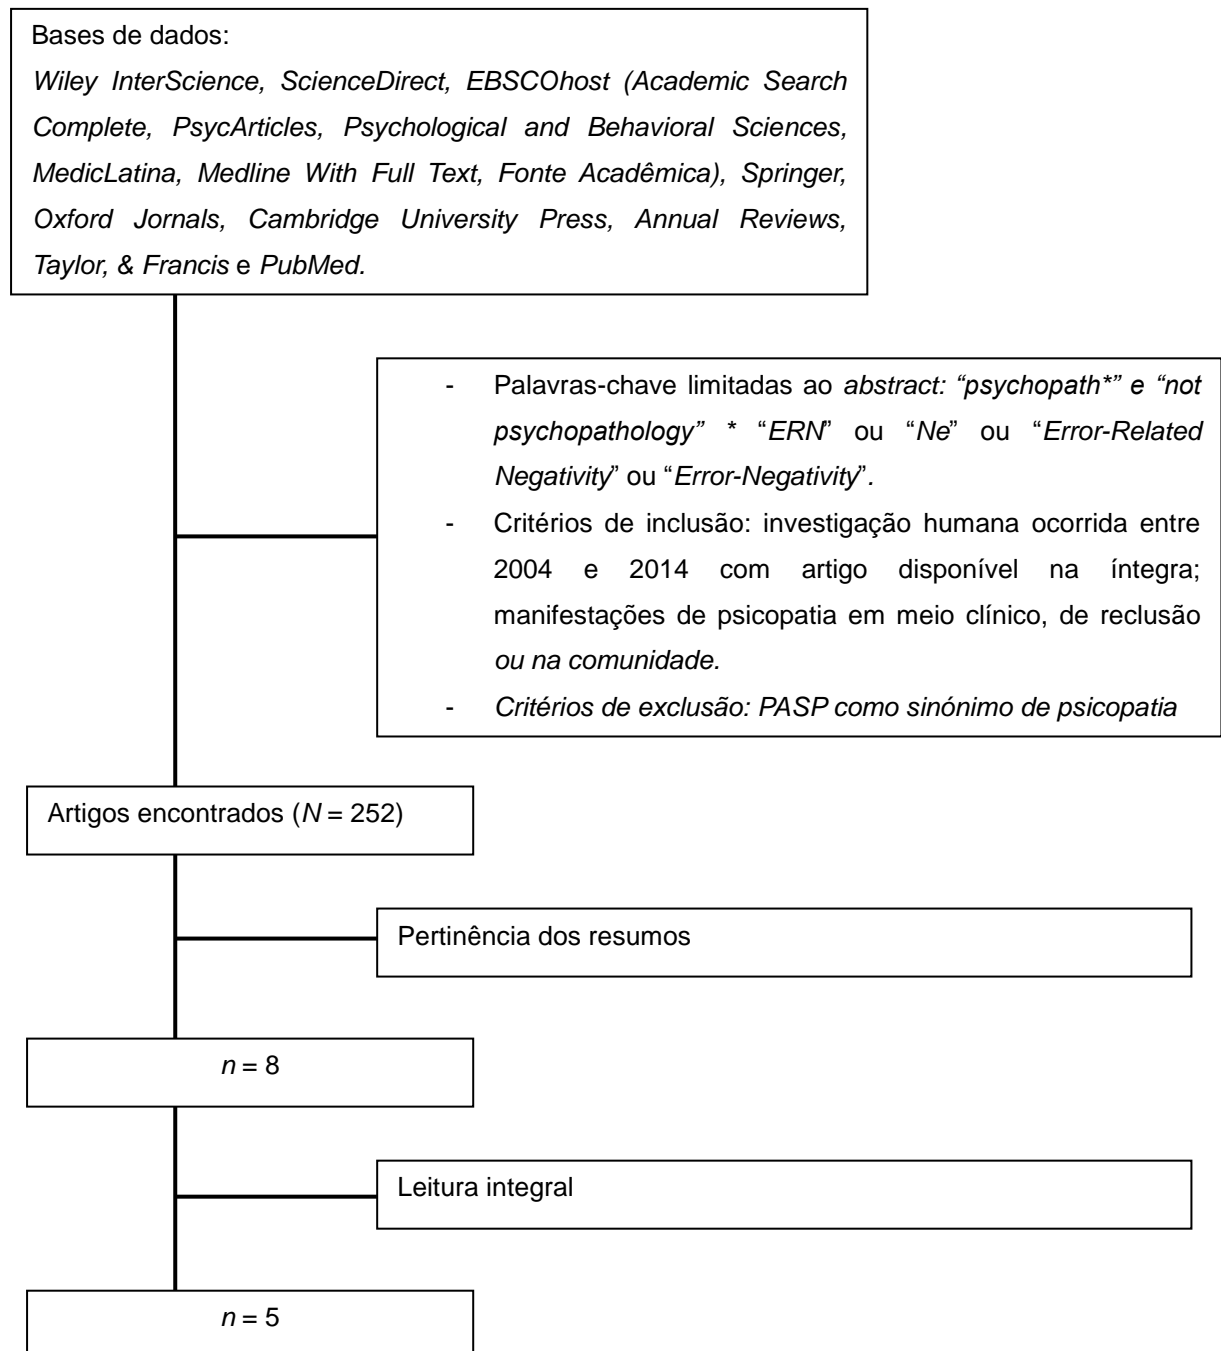 Bases de dados:
Wiley InterScience, ScienceDirect, EBSCOhost (Academic Search
Complete, PsycArticles, Psychological and Behavioral Sciences,
MedicLatina, Medline With Full Text, Fonte Acadêmica), Springer,
Oxford Jornals, Cambridge University Press, Annual Reviews,
Taylor, & Francis e PubMed.
- Palavras-chave limitadas ao abstract: “psychopath*” e “not
psychopathology” * “ERN” ou “Ne” ou “Error-Related
Negativity” ou “Error-Negativity”.
- Critérios de inclusão: investigação humana ocorrida entre
2004 e 2014 com artigo disponível na íntegra;
manifestações de psicopatia em meio clínico, de reclusão
ou na comunidade.
- Critérios de exclusão: PASP como sinónimo de psicopatia
Artigos encontrados (N = 252)
Pertinência dos resumos
n = 8
Leitura integral
n = 5